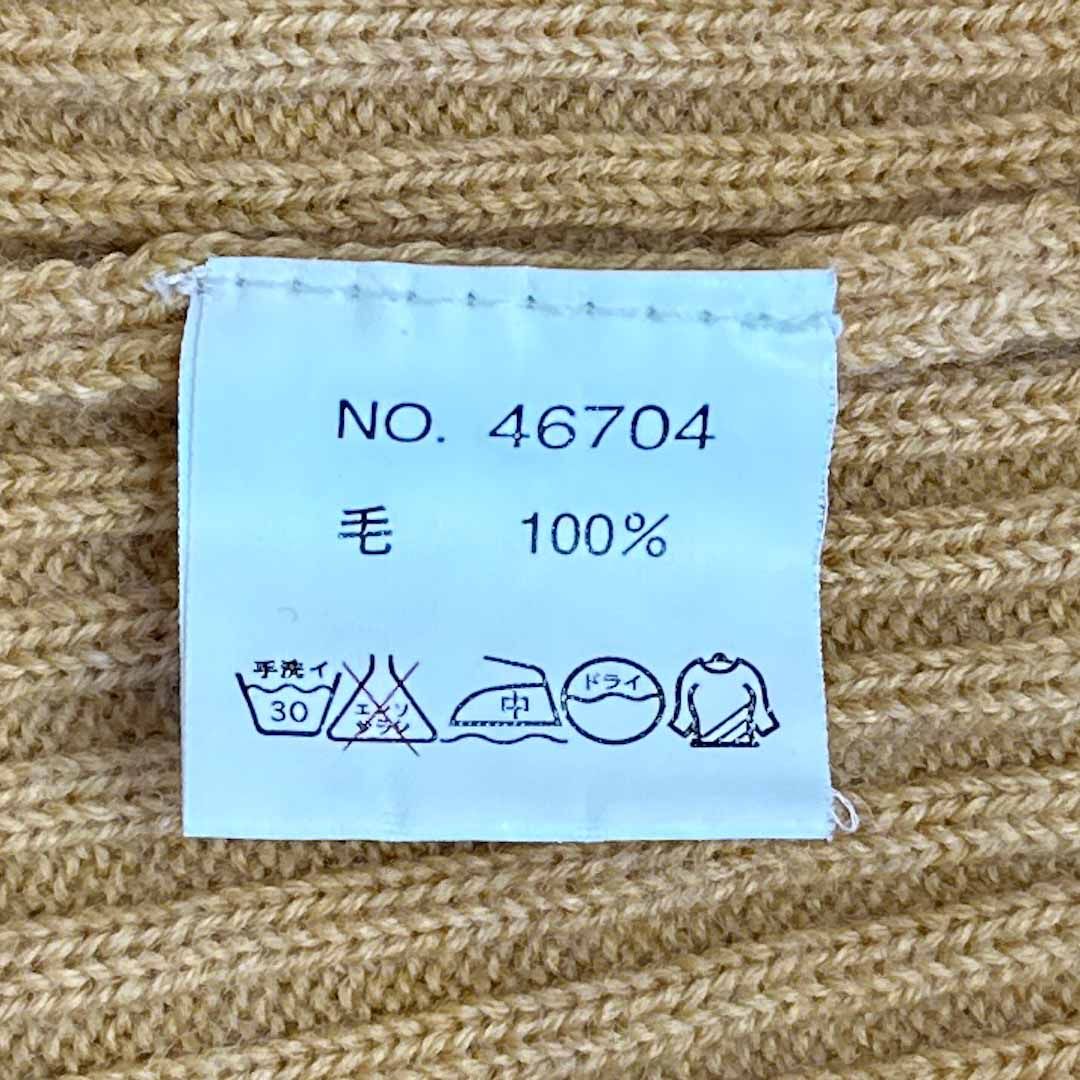 NO. 46704
毛 100%
手洗イ
30
エンソ
サラシ
中
ドライ